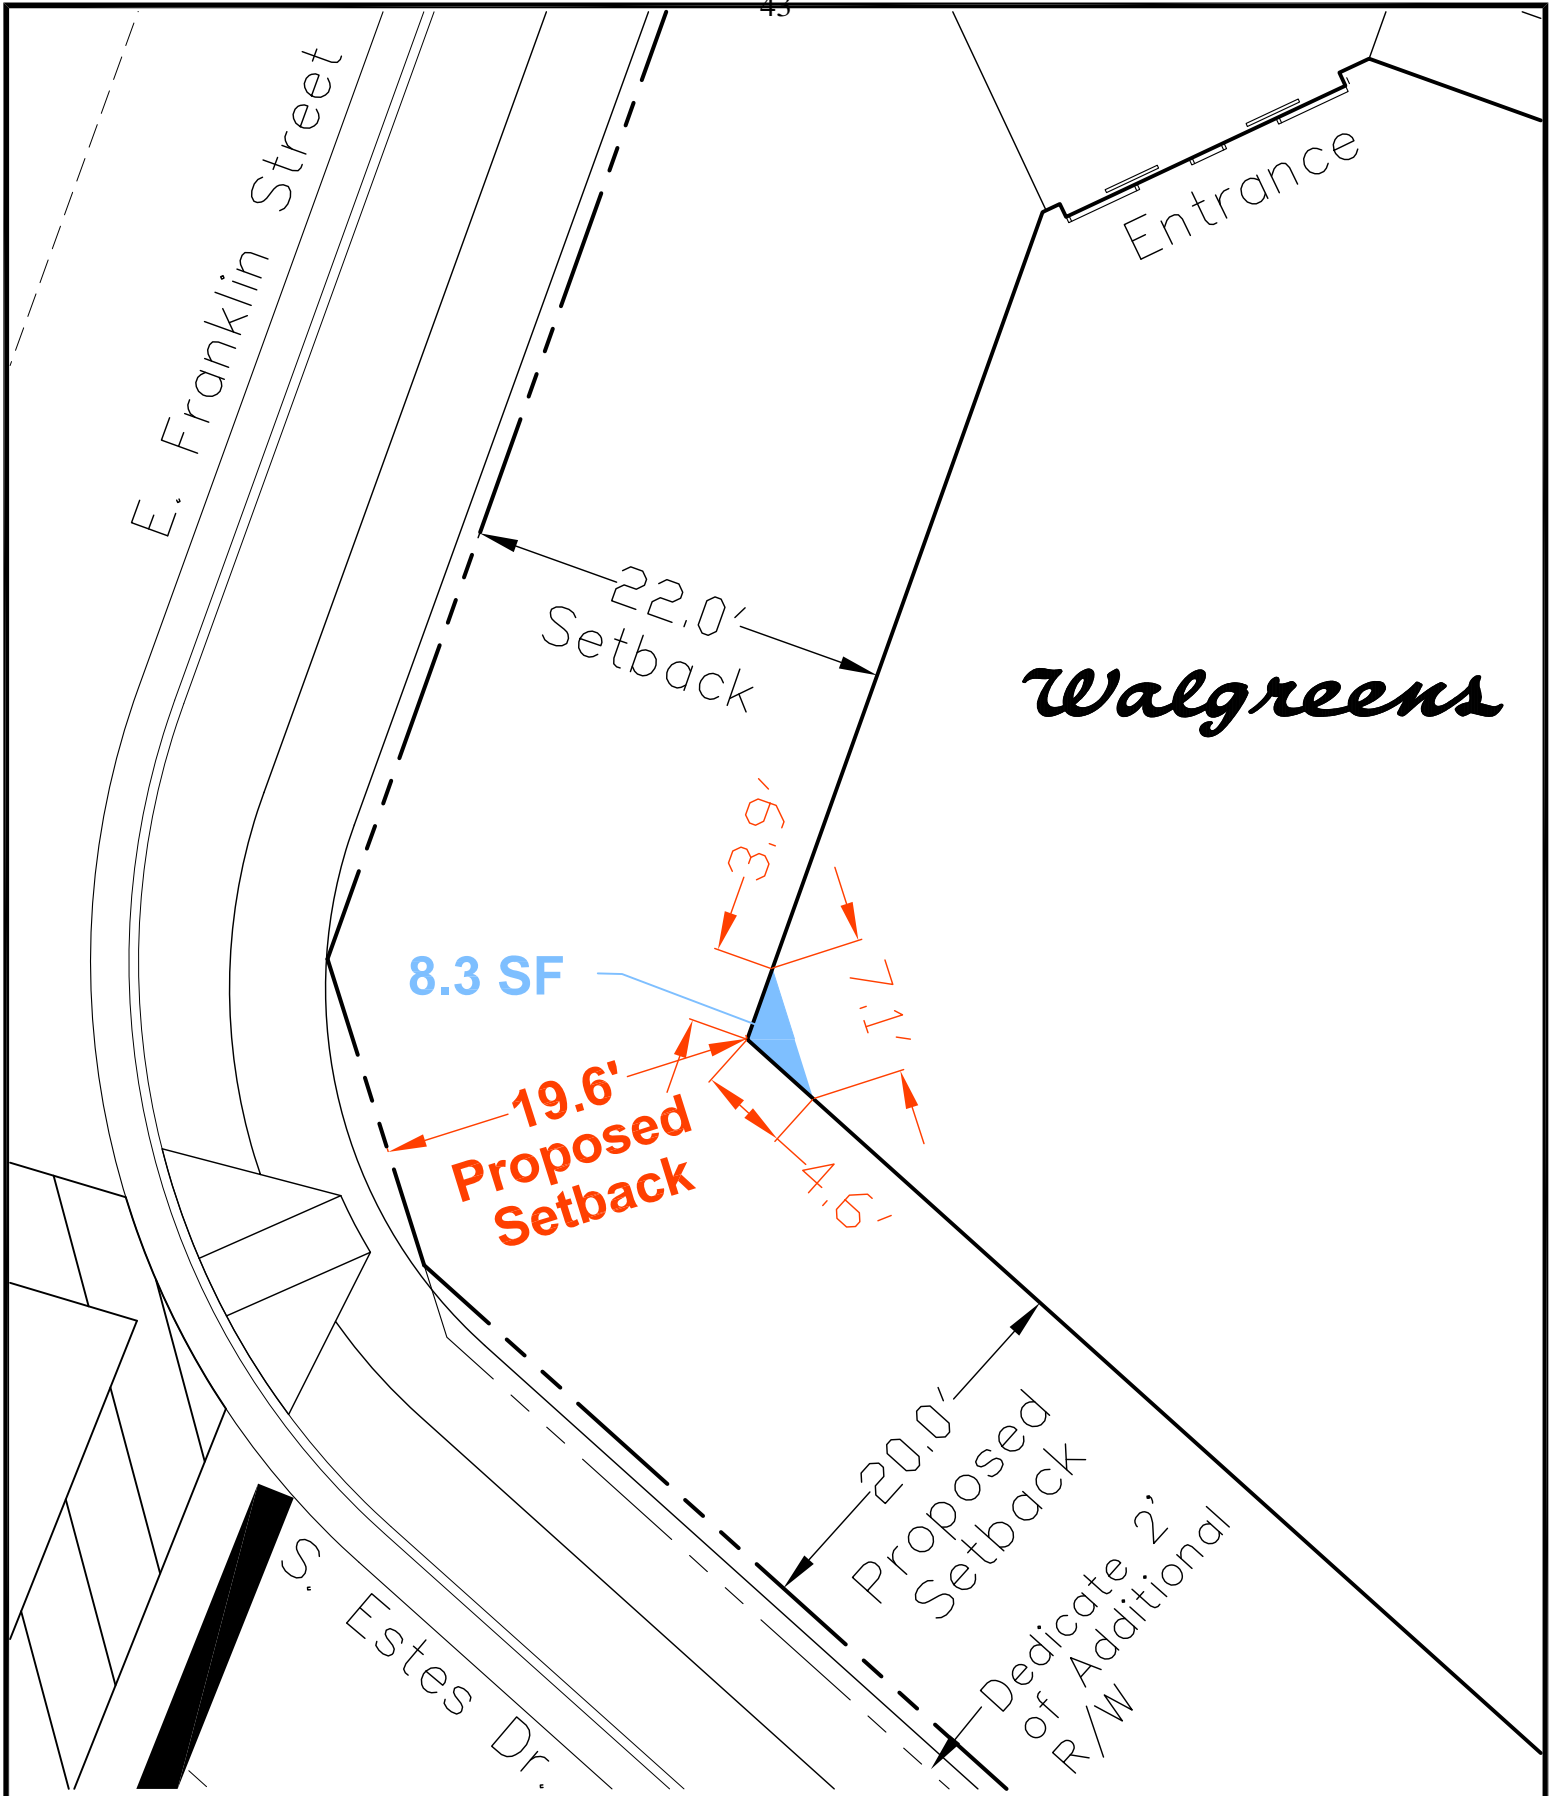 43
E. Franklin Street
Entrance
22.0'
Setback
Walgreens
3.9'
7.1'
8.3 SF
19.6'
Proposed
Setback
4.6'
20.0'
Proposed
Setback
Dedicate 2'
of Additional
R/W
S. Estes Dr.